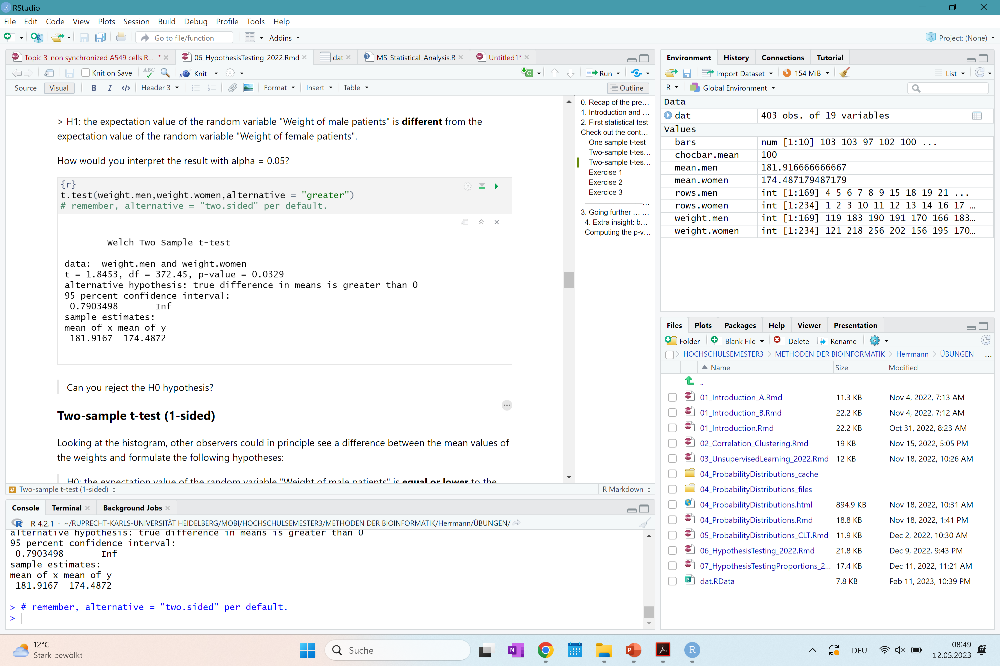 RStudio
File Edit Code View Plots Session Build Debug Profile Tools Help
Go to file/function Addins Project: (None)
Topic 3_non synchronized A549 cells.R... * 06_HypothesisTesting_2022.Rmd dat MS_Statistical_Analysis.R Untitled1*
Knit on Save ABC Knit Run
Source Visual B I </> Header 3 Format Insert Table Outline
> H1: the expectation value of the random variable "Weight of male patients" is different from the
expectation value of the random variable "Weight of female patients".
How would you interpret the result with alpha = 0.05?
{r}
t.test(weight.men,weight.women,alternative = "greater")
# remember, alternative = "two.sided" per default.
Welch Two Sample t-test
data: weight.men and weight.women
t = 1.8453, df = 372.45, p-value = 0.0329
alternative hypothesis: true difference in means is greater than 0
95 percent confidence interval:
0.7903498 Inf
sample estimates:
mean of x mean of y
181.9167 174.4872
Can you reject the H0 hypothesis?
Two-sample t-test (1-sided)
Looking at the histogram, other observers could in principle see a difference between the mean values of
the weights and formulate the following hypotheses:
H0: the expectation value of the random variable "Weight of male patients" is equal or lower to the
0. Recap of the pre...
1. Introduction and ...
2. First statistical test
Check out the cont...
One sample t-test
Two-sample t-tes...
Two-sample t-tes...
Exercise 1
Exercise 2
Exercice 3
3. Going further ... ...
4. Extra insight: b...
Computing the p-v...
# Two-sample t-test (1-sided) R Markdown
Console Terminal Background Jobs
R 4.2.1 · ~/RUPRECHT-KARLS-UNIVERSITÄT HEIDELBERG/MOBI/HOCHSCHULSEMESTER3/METHODEN DER BIOINFORMATIK/Herrmann/ÜBUNGEN/
alternative hypothesis: true difference in means is greater than 0
95 percent confidence interval:
0.7903498 Inf
sample estimates:
mean of x mean of y
181.9167 174.4872
> # remember, alternative = "two.sided" per default.
>
Environment History Connections Tutorial
Import Dataset 154 MiB List
R Global Environment
Data
dat 403 obs. of 19 variables
Values
bars num [1:10] 103 103 97 102 100 ...
chocbar.mean 100
mean.men 181.916666666667
mean.women 174.487179487179
rows.men int [1:169] 4 5 6 7 8 9 15 18 19 21 ...
rows.women int [1:234] 1 2 3 10 11 12 13 14 16 17 ...
weight.men int [1:169] 119 183 190 191 170 166 183...
weight.women int [1:234] 121 218 256 202 156 195 170...
Files Plots Packages Help Viewer Presentation
Folder Blank File Delete Rename
HOCHSCHULSEMESTER3 METHODEN DER BIOINFORMATIK Herrmann ÜBUNGEN ...
Name Size Modified
..
01_Introduction_A.Rmd 11.3 KB Nov 4, 2022, 7:13 AM
01_Introduction_B.Rmd 22.2 KB Nov 4, 2022, 7:12 AM
01_Introduction.Rmd 22.2 KB Oct 31, 2022, 8:23 AM
02_Correlation_Clustering.Rmd 19 KB Nov 15, 2022, 5:05 PM
03_UnsupervisedLearning_2022.Rmd 12 KB Nov 18, 2022, 10:26 AM
04_ProbabilityDistributions_cache
04_ProbabilityDistributions_files
04_ProbabilityDistributions.html 894.9 KB Nov 18, 2022, 10:31 AM
04_ProbabilityDistributions.Rmd 18.8 KB Nov 18, 2022, 1:41 PM
05_ProbabilityDistributions_CLT.Rmd 11.9 KB Dec 2, 2022, 10:30 AM
06_HypothesisTesting_2022.Rmd 21.8 KB Dec 9, 2022, 9:43 PM
07_HypothesisTestingProportions_2... 17.4 KB Dec 11, 2022, 11:21 AM
dat.RData 7.8 KB Feb 11, 2023, 10:39 PM
12°C
Stark bewölkt
Suche
DEU
08:49
12.05.2023